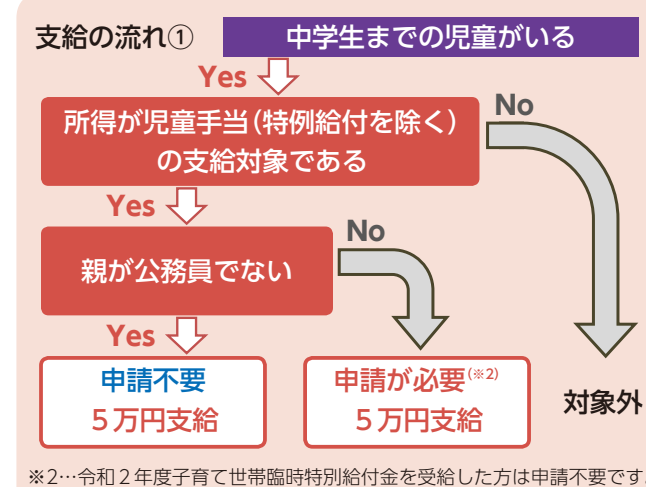 支給の流れ① 中学生までの児童がいる
Yes
所得が児童手当(特例給付を除く) No
の支給対象である
Yes
親が公務員でない No
Yes
申請不要 申請が必要(※2) 対象外
5万円支給 5万円支給
※2…令和2年度子育て世帯臨時特別給付金を受給した方は申請不要です。